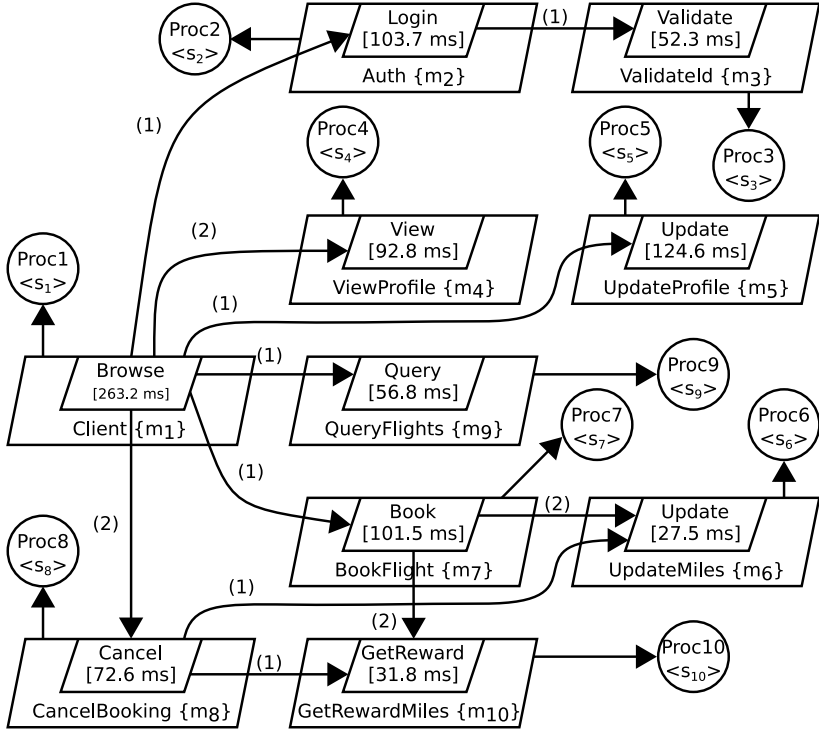 Proc2
<s2>
Login
[103.7 ms]
Auth {m2}
(1)
Validate
[52.3 ms]
ValidateId {m3}
(1)
Proc4
<s4>
Proc5
<s5>
Proc3
<s3>
(2)
View
[92.8 ms]
ViewProfile {m4}
Update
[124.6 ms]
UpdateProfile {m5}
Proc1
<s1>
(1)
Browse
[263.2 ms]
Client {m1}
(1)
Query
[56.8 ms]
QueryFlights {m9}
Proc9
<s9>
Proc7
<s7>
Proc6
<s6>
(1)
(2)
Book
[101.5 ms]
BookFlight {m7}
(2)
Update
[27.5 ms]
UpdateMiles {m6}
Proc8
<s8>
(1)
(2)
Cancel
[72.6 ms]
CancelBooking {m8}
(1)
GetReward
[31.8 ms]
GetRewardMiles {m10}
Proc10
<s10>